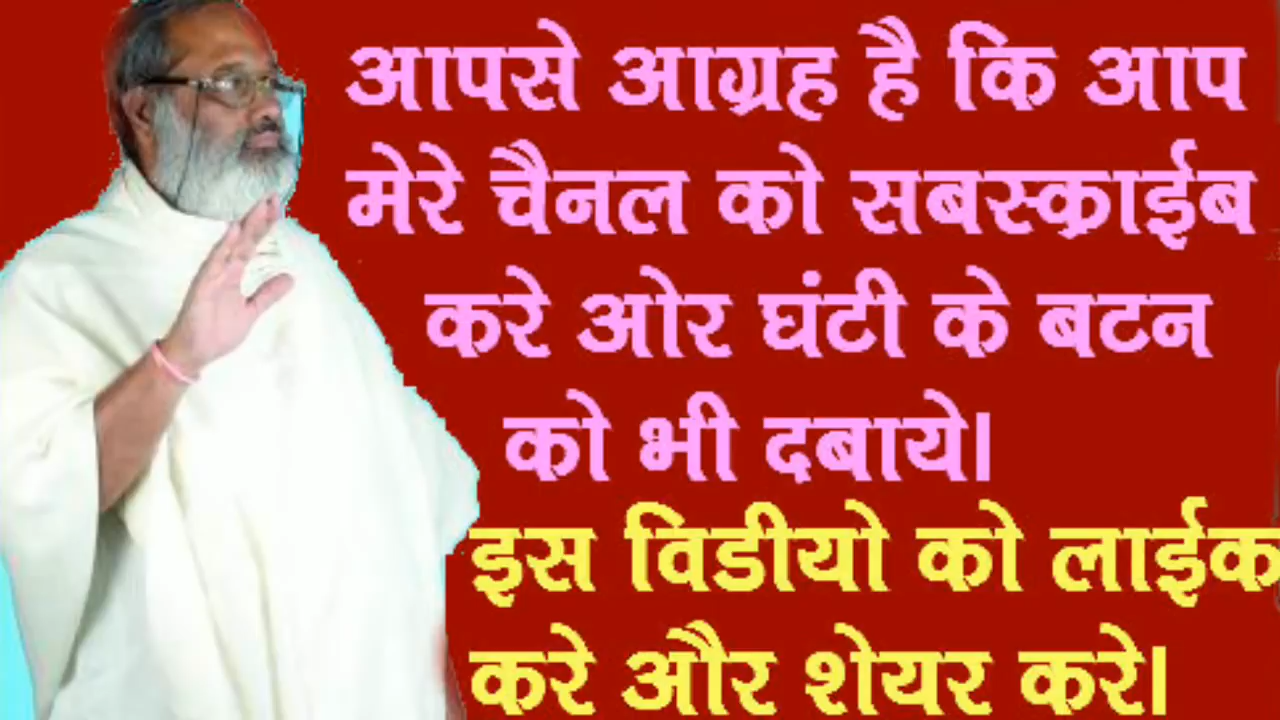 आपसे आग्रह है कि आप
मेरे चैनल को सबस्क्राईब
करे ओर घंटी के बटन
को भी दबाये।
इस विडीयो को लाईक
करे और शेयर करे।